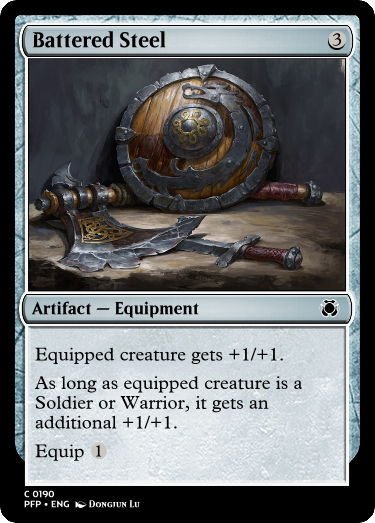 Battered Steel 3
Artifact — Equipment
Equipped creature gets +1/+1.
As long as equipped creature is a
Soldier or Warrior, it gets an
additional +1/+1.
Equip 1
C 0190
PFP • ENG Dongjun Lu